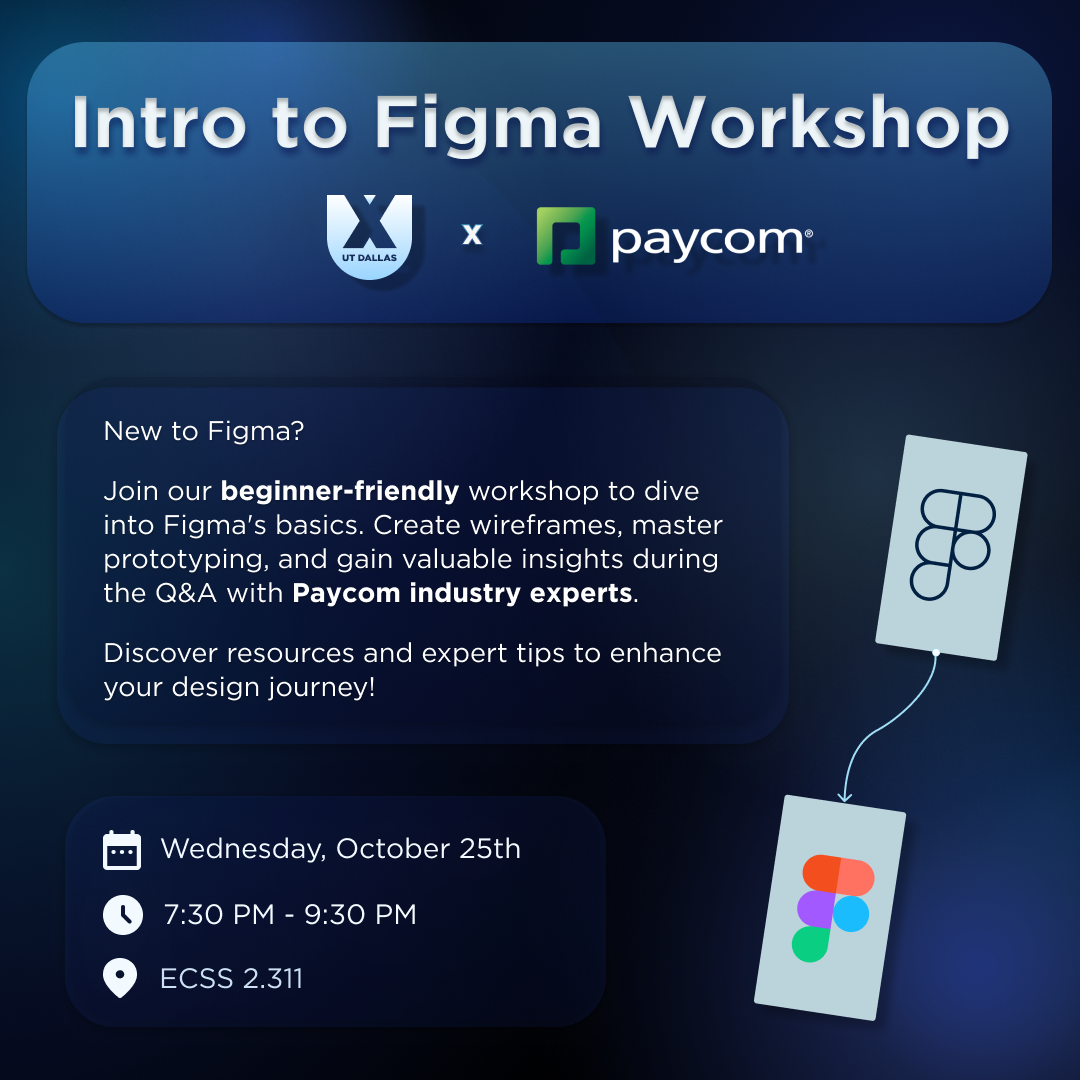 Intro to Figma Workshop
UX
UT DALLAS
x
paycom®
New to Figma?
Join our beginner-friendly workshop to dive
into Figma's basics. Create wireframes, master
prototyping, and gain valuable insights during
the Q&A with Paycom industry experts.
Discover resources and expert tips to enhance
your design journey!
Wednesday, October 25th
7:30 PM - 9:30 PM
ECSS 2.311